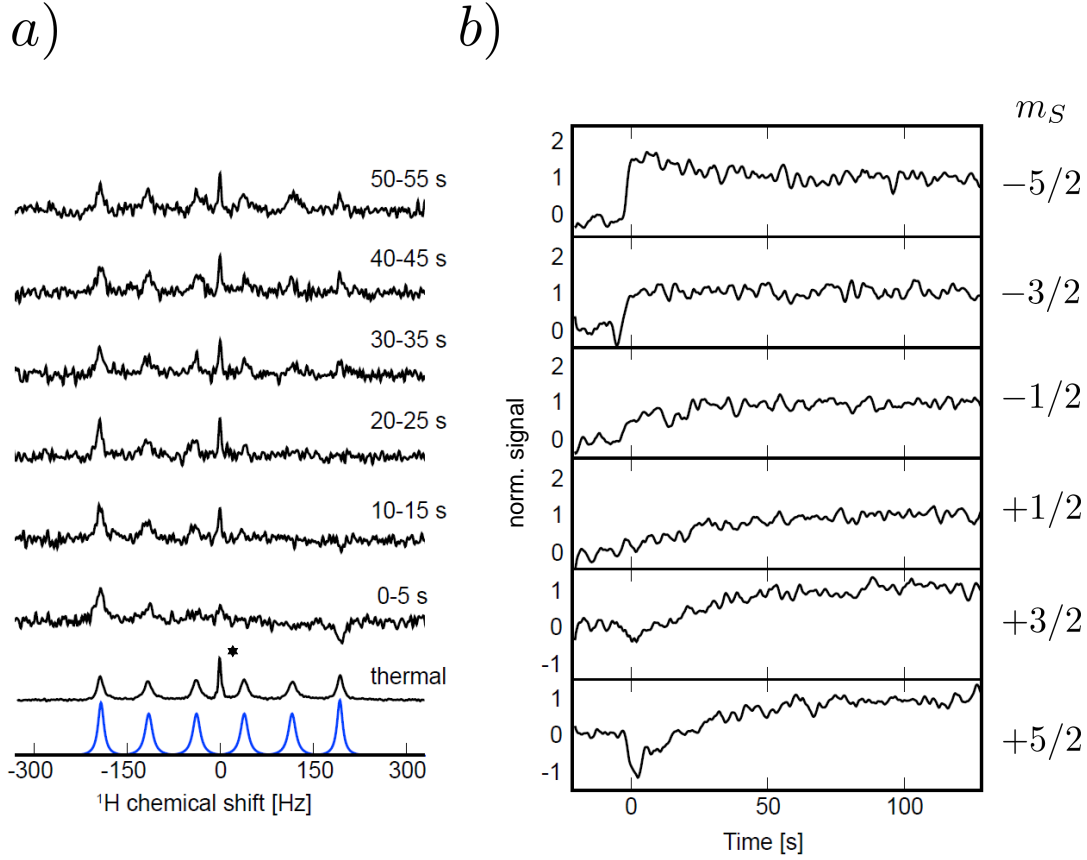 a)
50-55 s
40-45 s
30-35 s
20-25 s
10-15 s
0-5 s
thermal
-300 -150 0 150 300
¹H chemical shift [Hz]
b)
m_S
2
1
0
−5/2
2
1
0
−3/2
2
1
0
−1/2
2
1
0
+1/2
1
0
-1
+3/2
1
0
-1
+5/2
norm. signal
0 50 100
Time [s]